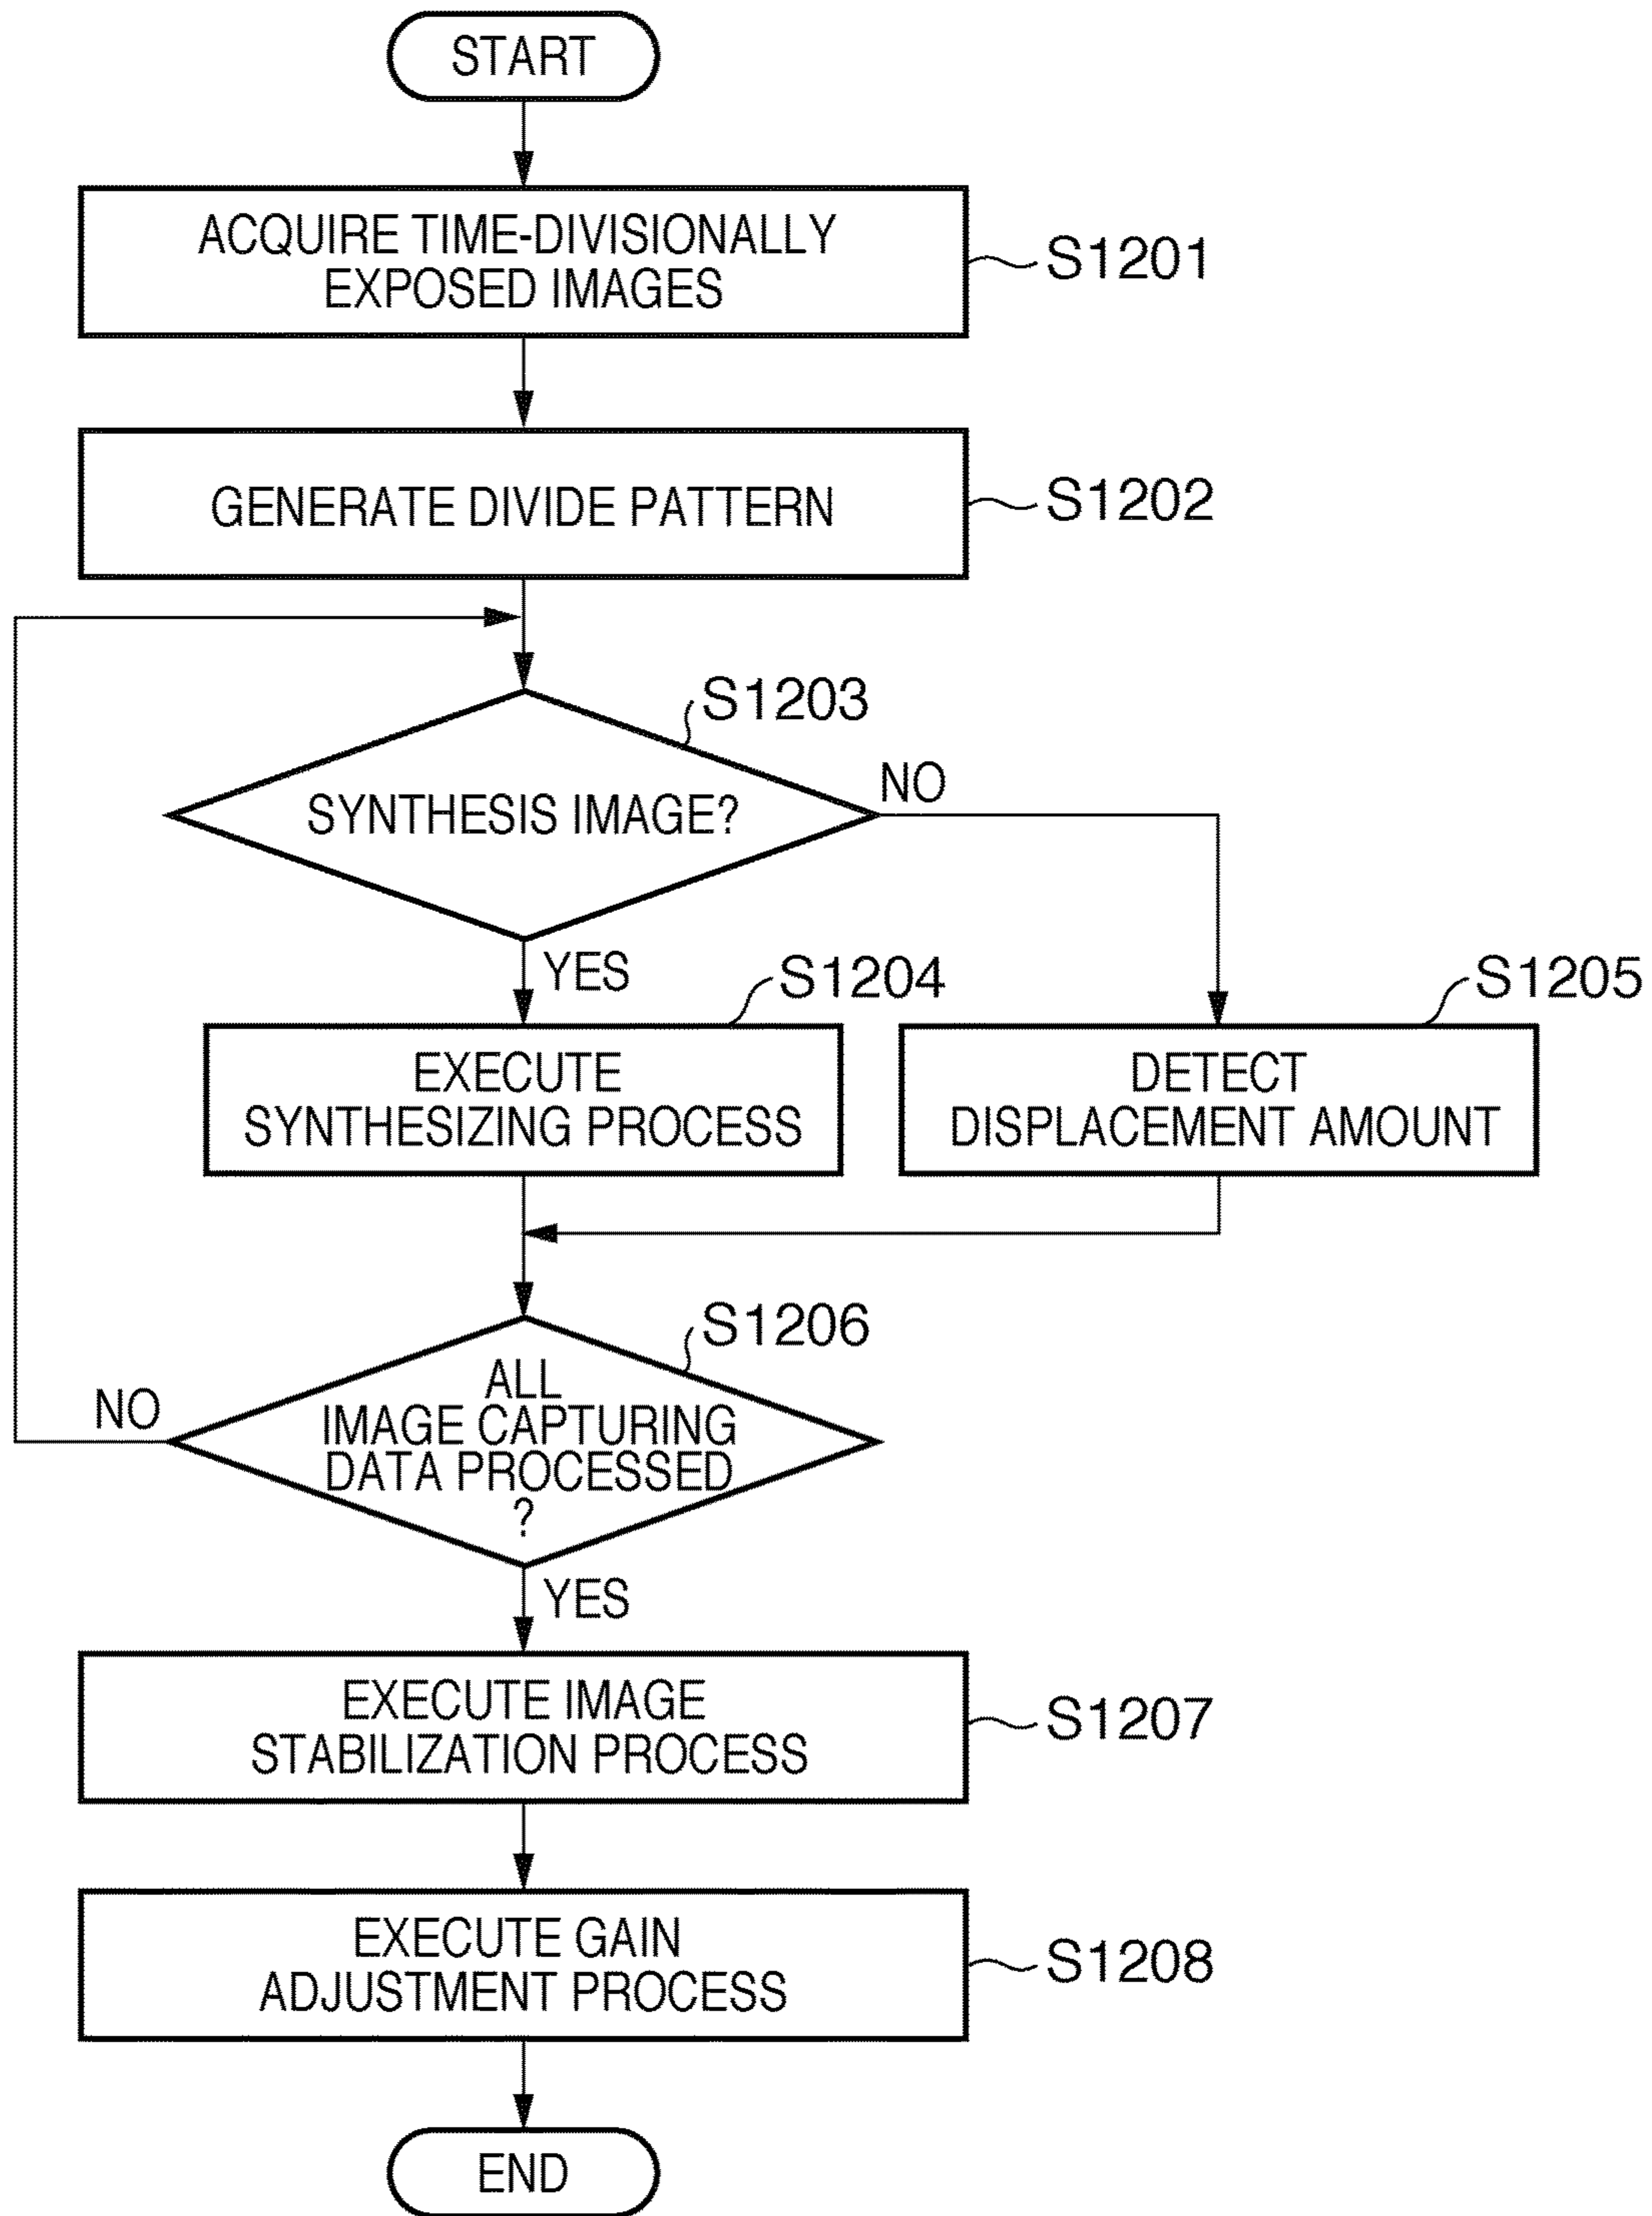 START
ACQUIRE TIME-DIVISIONALLY
EXPOSED IMAGES
S1201
GENERATE DIVIDE PATTERN
S1202
S1203
SYNTHESIS IMAGE?
NO
YES
S1204
EXECUTE
SYNTHESIZING PROCESS
S1205
DETECT
DISPLACEMENT AMOUNT
S1206
ALL
IMAGE CAPTURING
DATA PROCESSED
?
NO
YES
EXECUTE IMAGE
STABILIZATION PROCESS
S1207
EXECUTE GAIN
ADJUSTMENT PROCESS
S1208
END